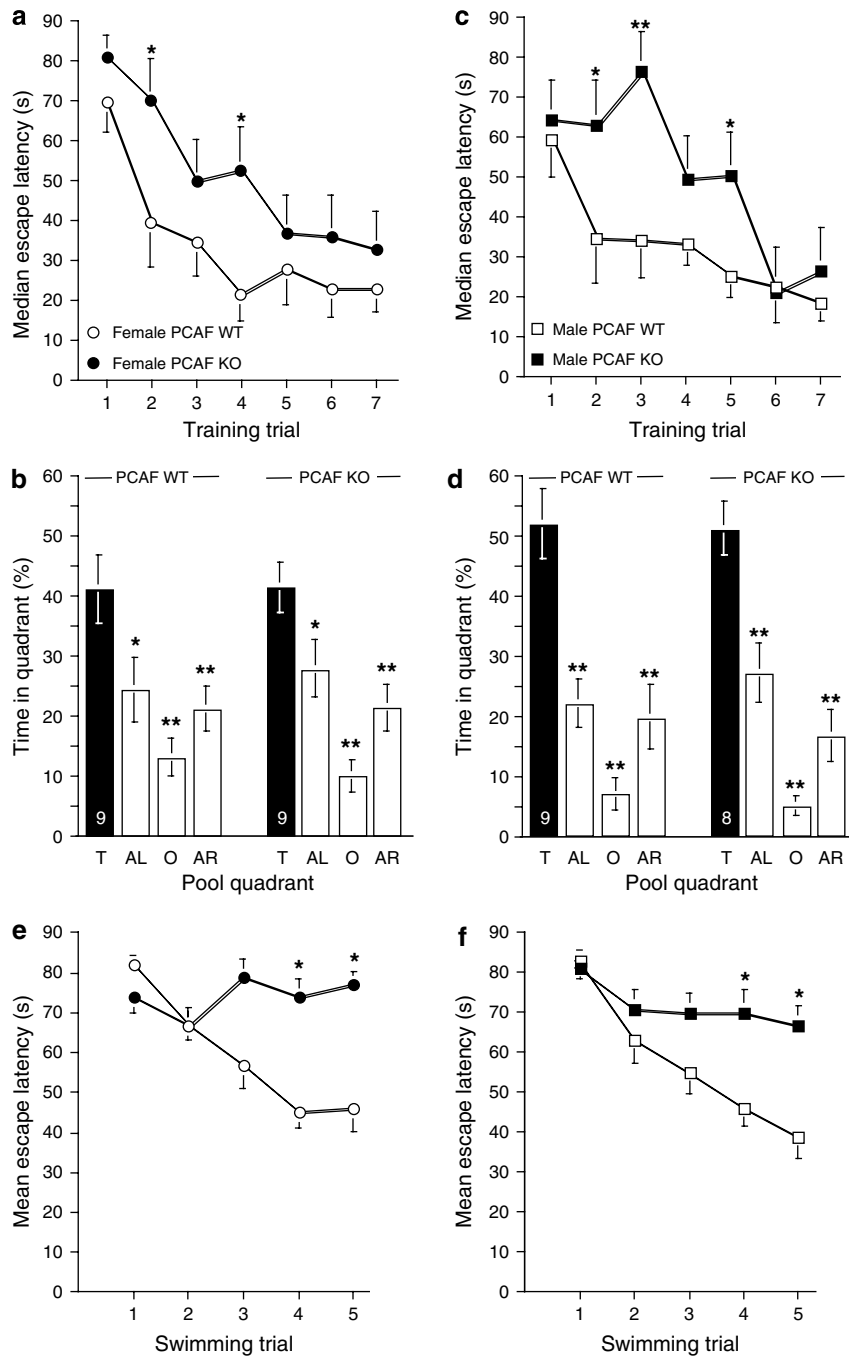 a
Median escape latency (s)
90
80
70
60
50
40
30
20
10
0
* *
Female PCAF WT
Female PCAF KO
1 2 3 4 5 6 7
Training trial
c
Median escape latency (s)
90
80
70
60
50
40
30
20
10
0
* ** *
Male PCAF WT
Male PCAF KO
1 2 3 4 5 6 7
Training trial
b
Time in quadrant (%)
60
50
40
30
20
10
0
PCAF WT PCAF KO
* ** ** * ** **
9 9
T AL O AR T AL O AR
Pool quadrant
d
Time in quadrant (%)
60
50
40
30
20
10
0
PCAF WT PCAF KO
** ** ** ** ** **
9 8
T AL O AR T AL O AR
Pool quadrant
e
Mean escape latency (s)
90
80
70
60
50
40
30
20
10
0
* *
1 2 3 4 5
Swimming trial
f
Mean escape latency (s)
90
80
70
60
50
40
30
20
10
0
* *
1 2 3 4 5
Swimming trial